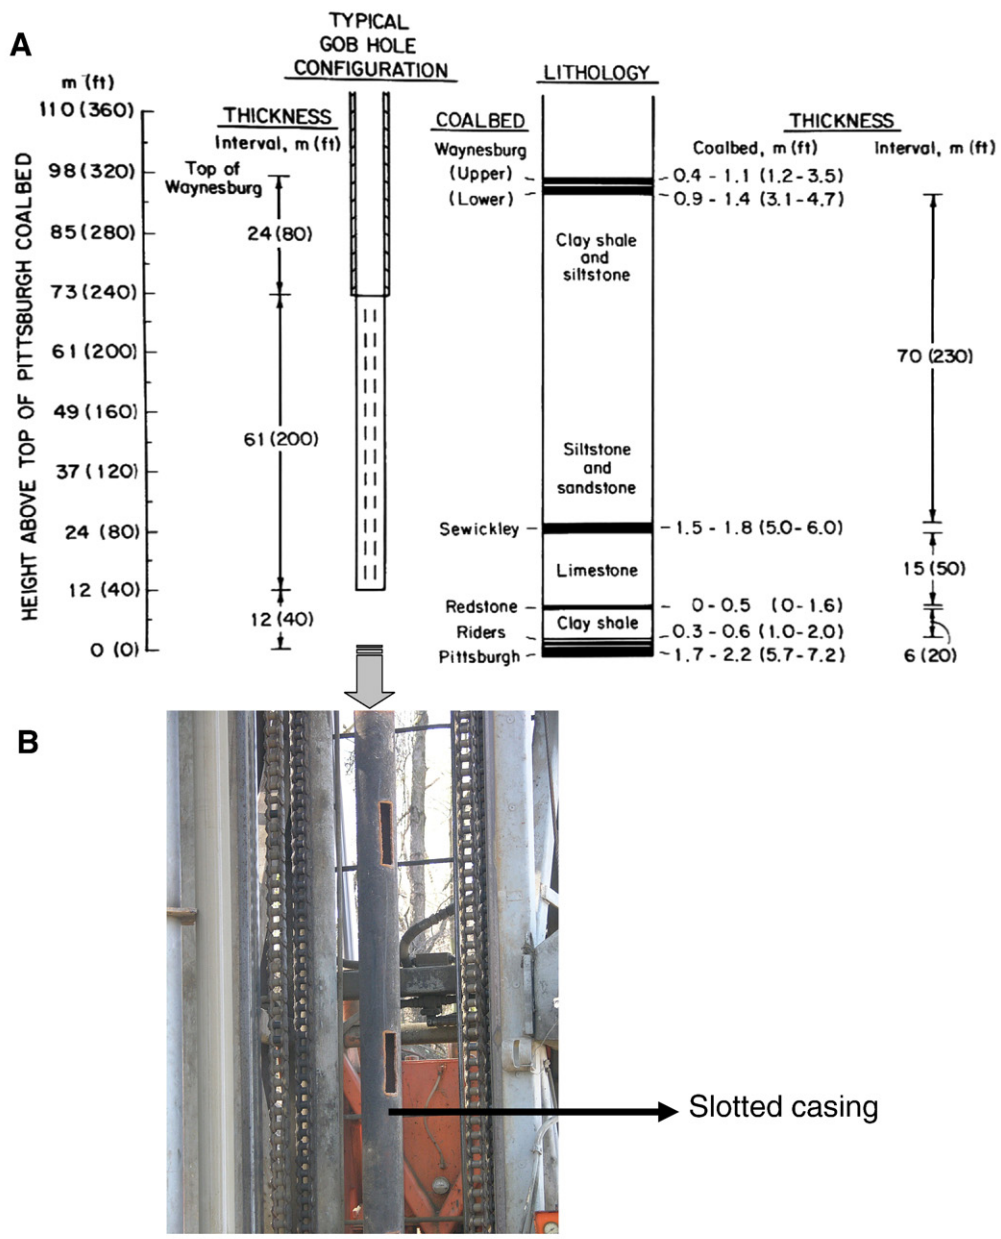 A
TYPICAL
GOB HOLE
CONFIGURATION
LITHOLOGY
m (ft)
110 (360)
98 (320)
85 (280)
73 (240)
61 (200)
49 (160)
37 (120)
24 (80)
12 (40)
0 (0)
HEIGHT ABOVE TOP OF PITTSBURGH COALBED
THICKNESS
Interval, m (ft)
Top of
Waynesburg
24 (80)
61 (200)
12 (40)
COALBED
Waynesburg
(Upper)
(Lower)
Sewickley
Redstone
Riders
Pittsburgh
Clay shale
and
siltstone
Siltstone
and
sandstone
Limestone
Clay shale
THICKNESS
Coalbed, m (ft)
Interval, m (ft)
0.4 - 1.1 (1.2-3.5)
0.9 - 1.4 (3.1-4.7)
1.5 - 1.8 (5.0-6.0)
0 - 0.5 (0-1.6)
0.3 - 0.6 (1.0-2.0)
1.7 - 2.2 (5.7-7.2)
70 (230)
15 (50)
6 (20)
B
Slotted casing